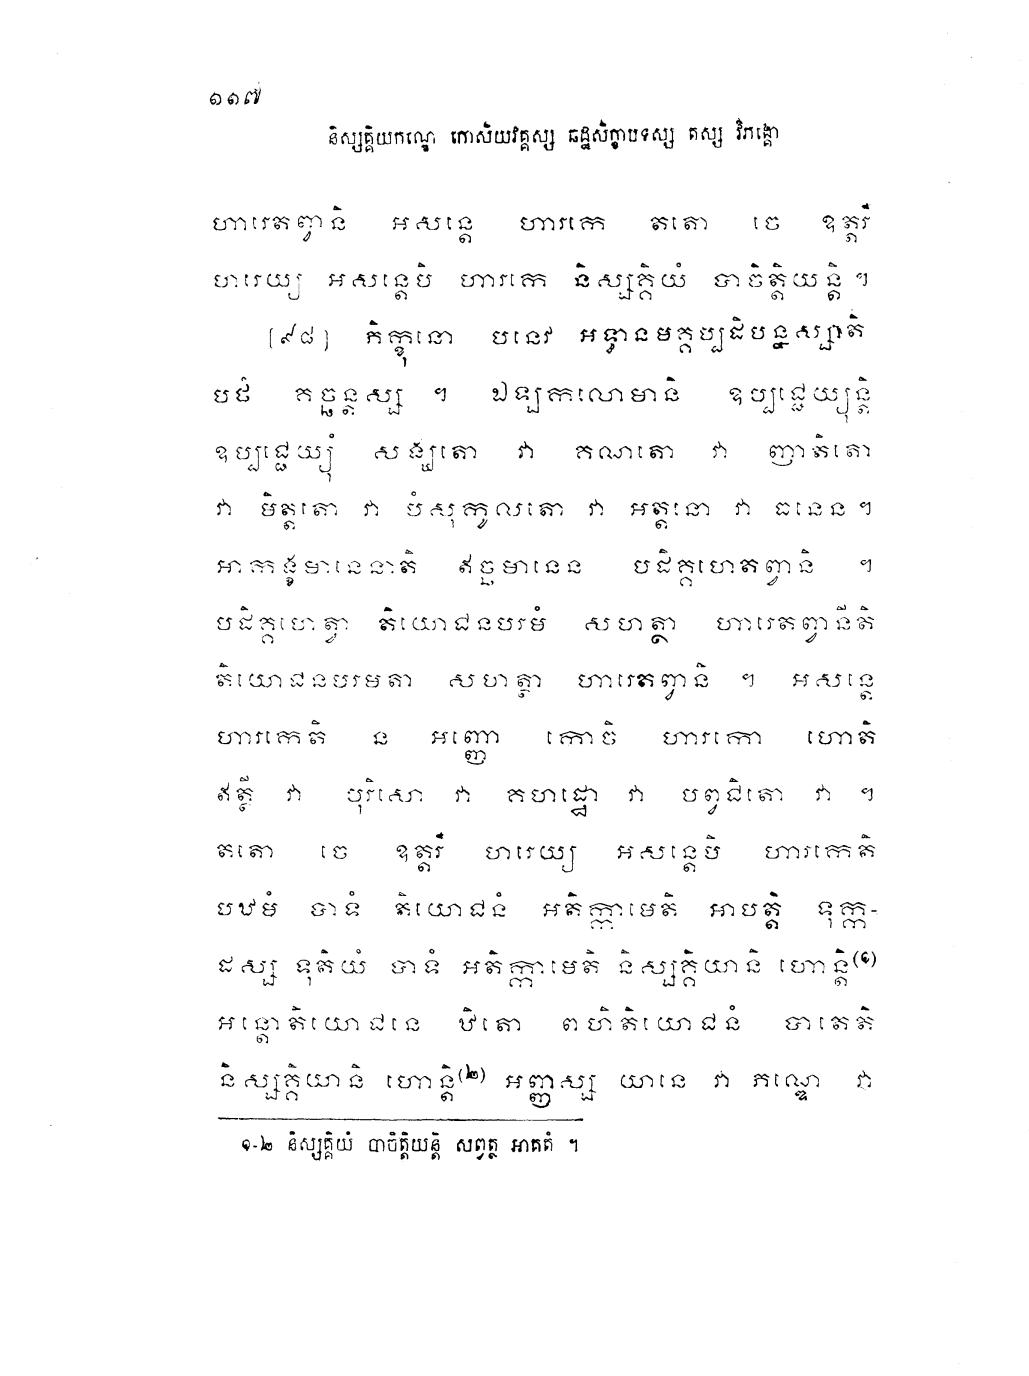 ១១៧
និស្សគ្គិយកណ្ឌេ កោសិយវគ្គស្ស ឆដ្ឋសិក្ខាបទស្ស តស្ស វិភង្គោ
ហារេតព្វានិ អសន្តេ ហារកេ តតោ ចេ ឧត្តរឹ
ហរេយ្យ អសន្តេបិ ហារកេ និស្សគ្គិយំ បាចិត្តិយន្តិ ។
[៩៨] ភិក្ខុនោ បនេវ អទ្ធានមគ្គប្បដិបន្នស្សាតិ
បថំ គច្ឆន្តស្ស ។ ឯឡកលោមានិ ឧប្បជ្ជេយ្យុន្តិ
ឧប្បជ្ជេយ្យុំ សង្ឃតោ វា គណតោ វា ញាតិតោ
វា មិត្តតោ វា បំសុកូលតោ វា អត្តនោ វា ធនេន ។
អាកង្ខមានេនាតិ ឥច្ឆមានេន បដិគ្គហេតព្វានិ ។
បដិគ្គហេត្វា តិយោជនបរមំ សហត្ថា ហារេតព្វានីតិ
តិយោជនបរមតា សហត្ថា ហារេតព្វានិ ។ អសន្តេ
ហារកេតិ ន អញ្ញោ កោចិ ហារកោ ហោតិ
ឥត្ថី វា បុរិសោ វា គហដ្ឋោ វា បព្វជិតោ វា ។
តតោ ចេ ឧត្តរឹ ហរេយ្យ អសន្តេបិ ហារកេតិ
បឋមំ បាទំ តិយោជនំ អតិក្កាមេតិ អាបត្តិ ទុក្ក-
ដស្ស ទុតិយំ បាទំ អតិក្កាមេតិ និស្សគ្គិយានិ ហោន្តិ(១)
អន្តោតិយោជនេ ឋិតោ ពហិតិយោជនំ បាតេតិ
និស្សគ្គិយានិ ហោន្តិ(២) អញ្ញស្ស យានេ វា ភណ្ឌេ វា
១-២ និស្សគ្គិយំ បាចិត្តិយន្តិ សព្វត្ថ អាគតំ ។